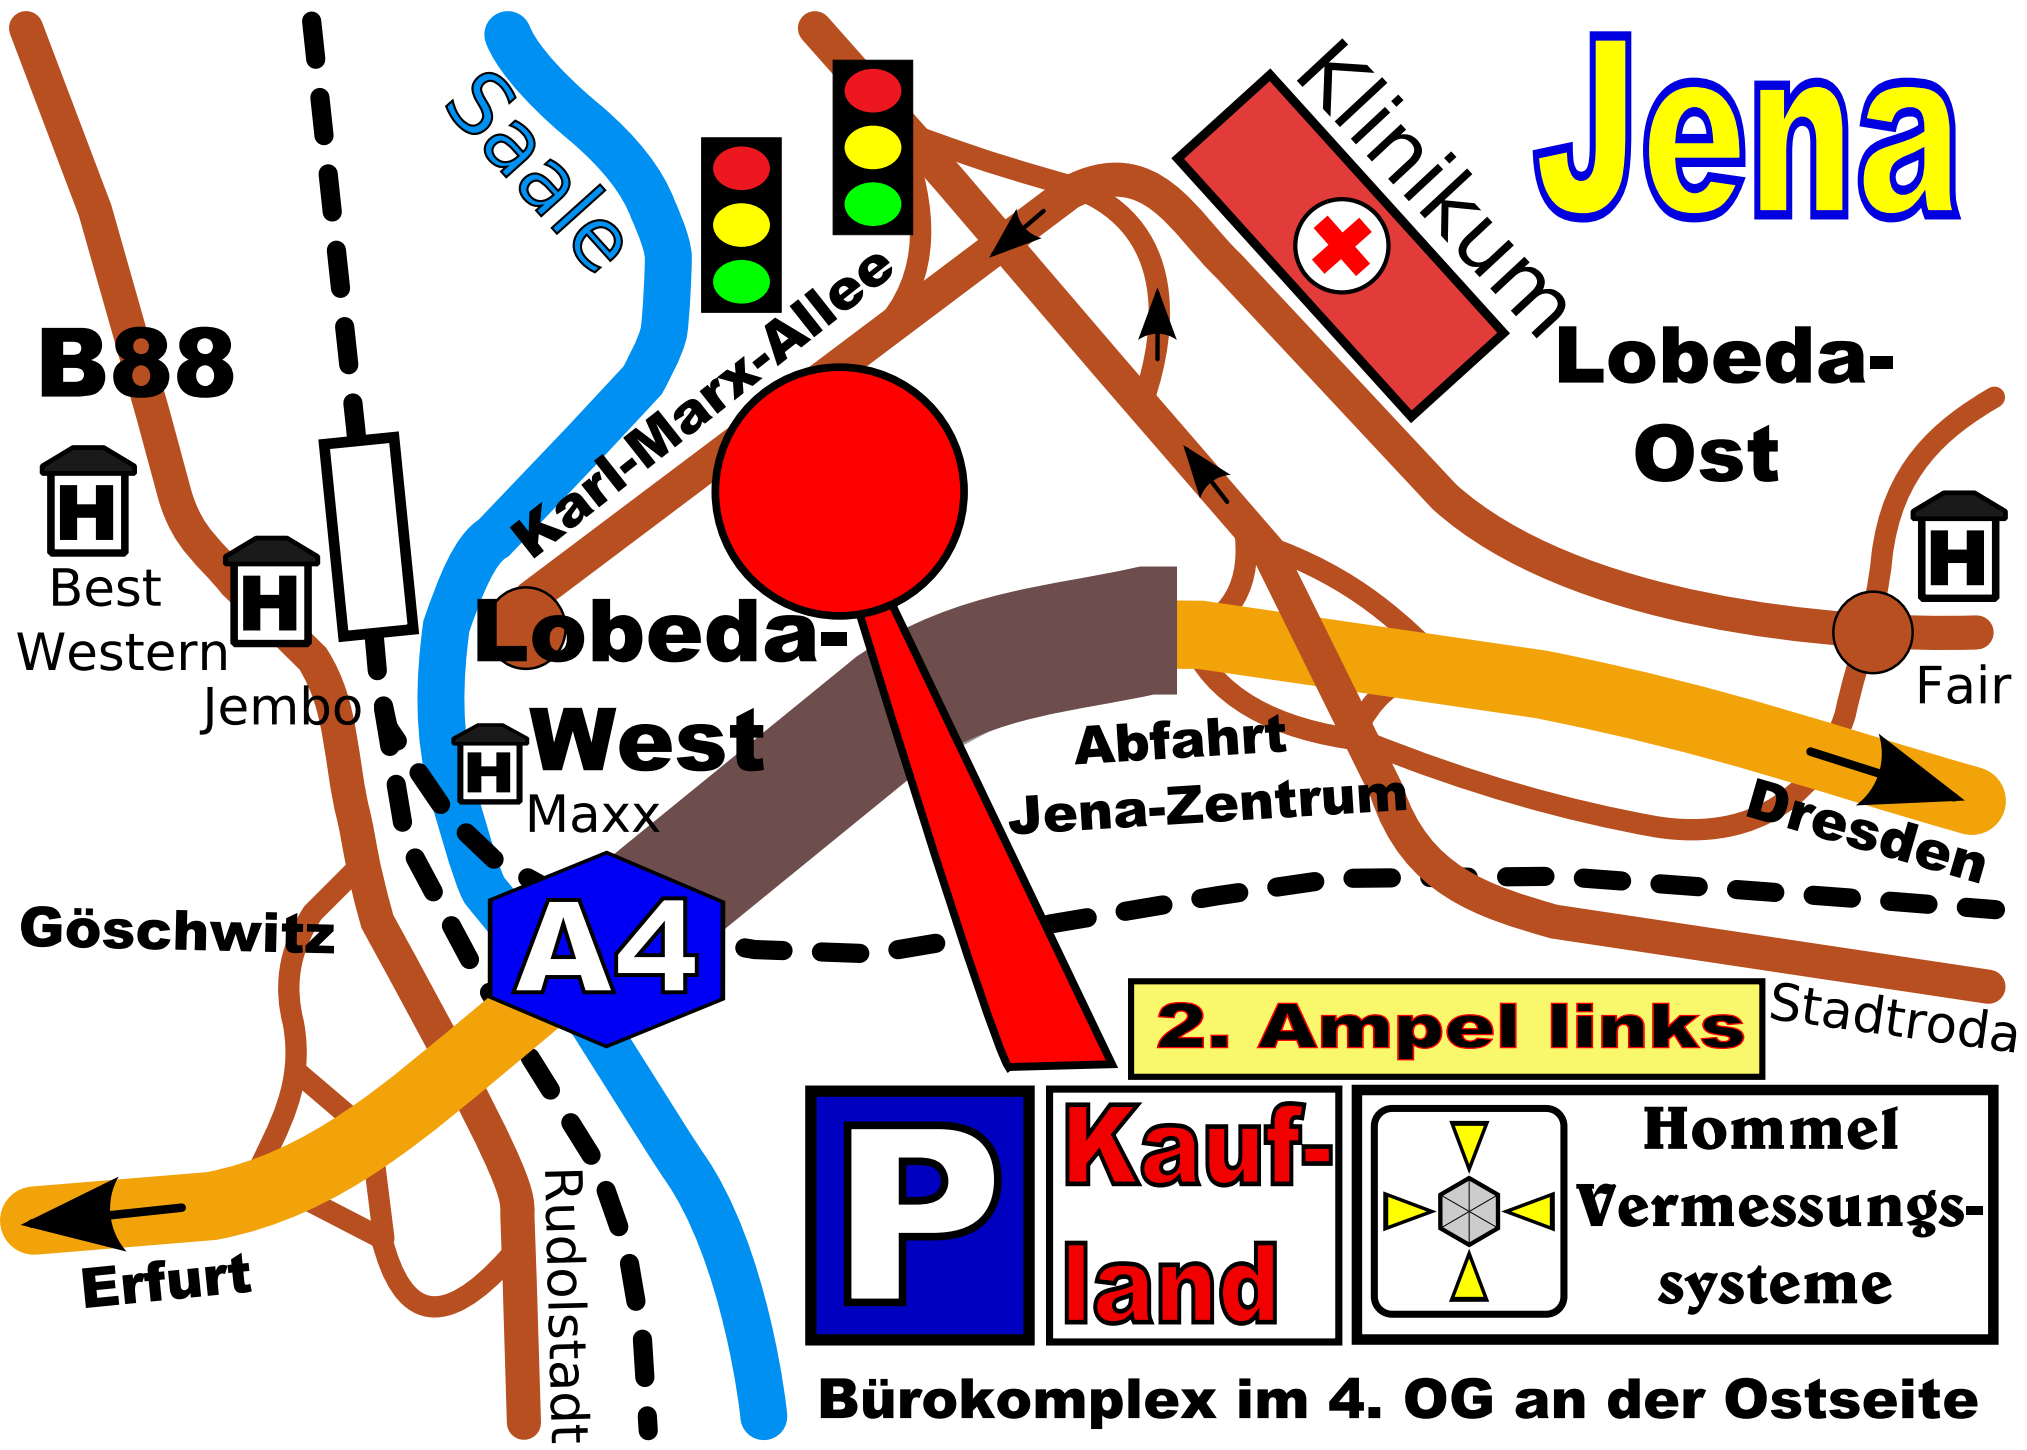 Jena
Saale
Klinikum
Karl-Marx-Allee
B88
Lobeda-
Ost
H
Best
Western
H
Jembo
H
Fair
Lobeda-
West
H
Maxx
Abfahrt
Jena-Zentrum
Dresden
Göschwitz
A4
Stadtroda
2. Ampel links
Erfurt
Rudolstadt
P
Kauf-
land
Hommel
Vermessungs-
systeme
Bürokomplex im 4. OG an der Ostseite